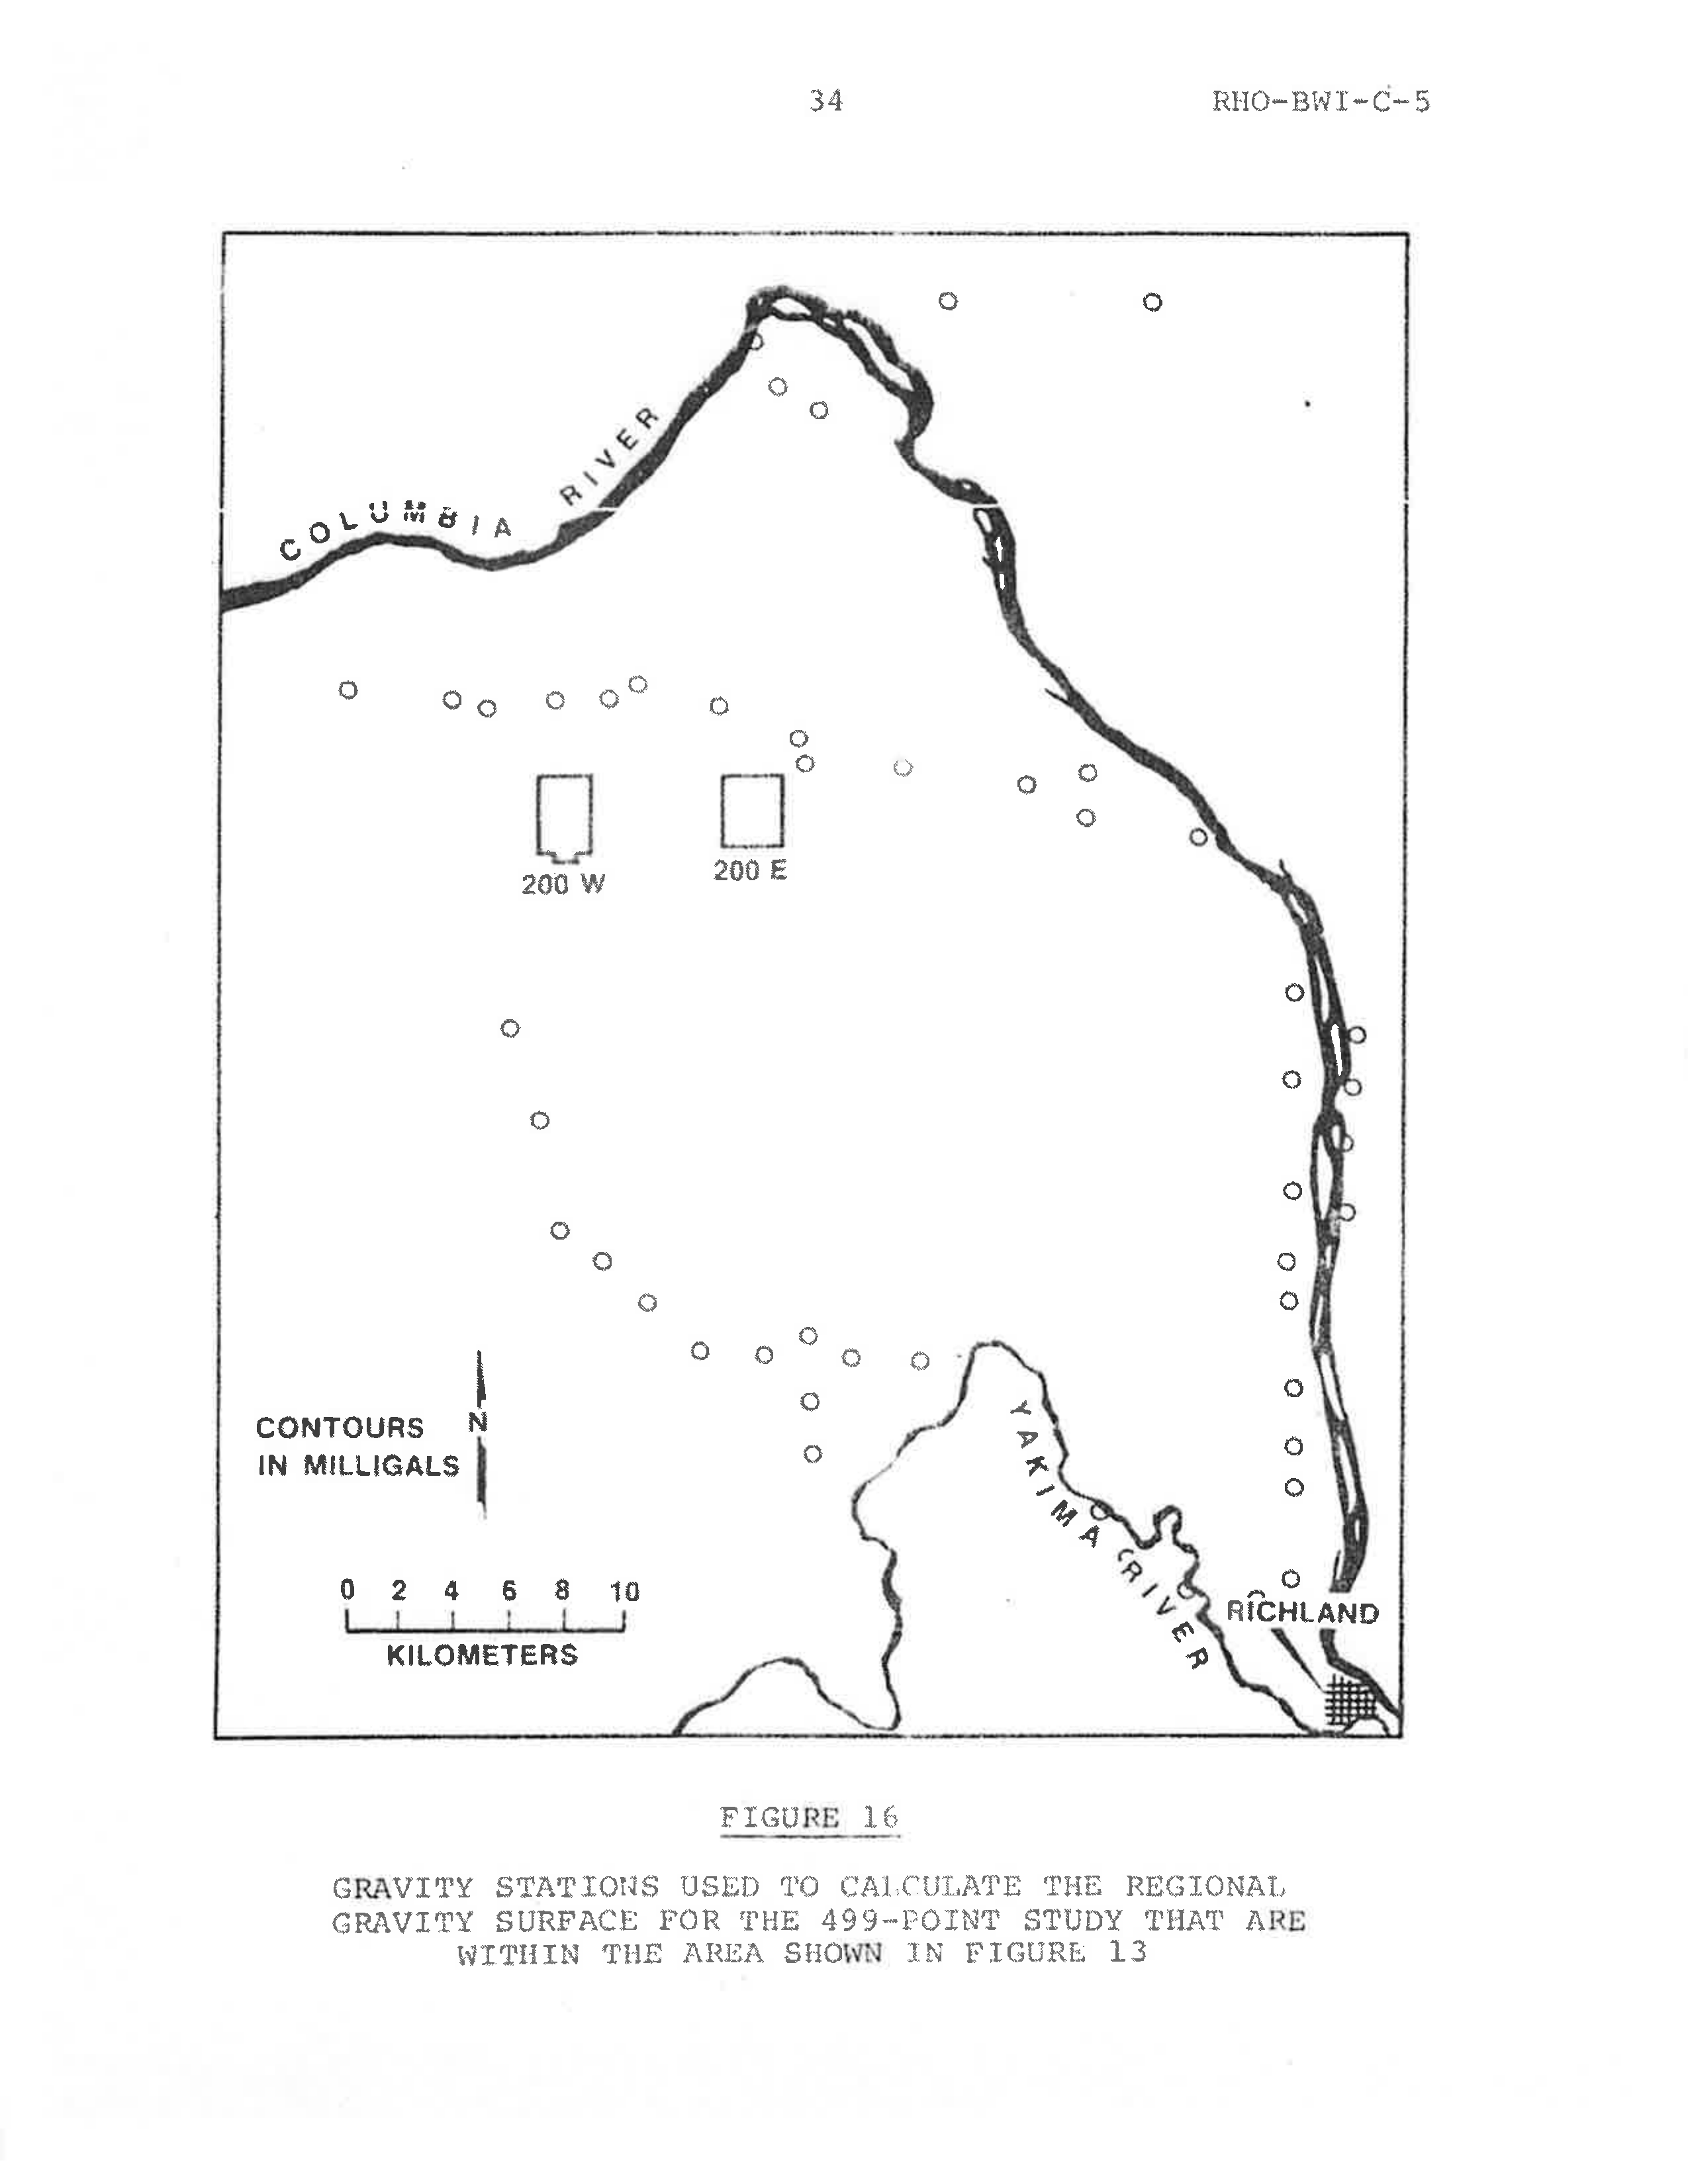 34
RHO-BWI-C-5
COLUMBIA RIVER
200 W
200 E
CONTOURS
IN MILLIGALS
N
YAKIMA RIVER
0 2 4 6 8 10
KILOMETERS
RICHLAND
FIGURE 16
GRAVITY STATIONS USED TO CALCULATE THE REGIONAL
GRAVITY SURFACE FOR THE 499-POINT STUDY THAT ARE
WITHIN THE AREA SHOWN IN FIGURE 13